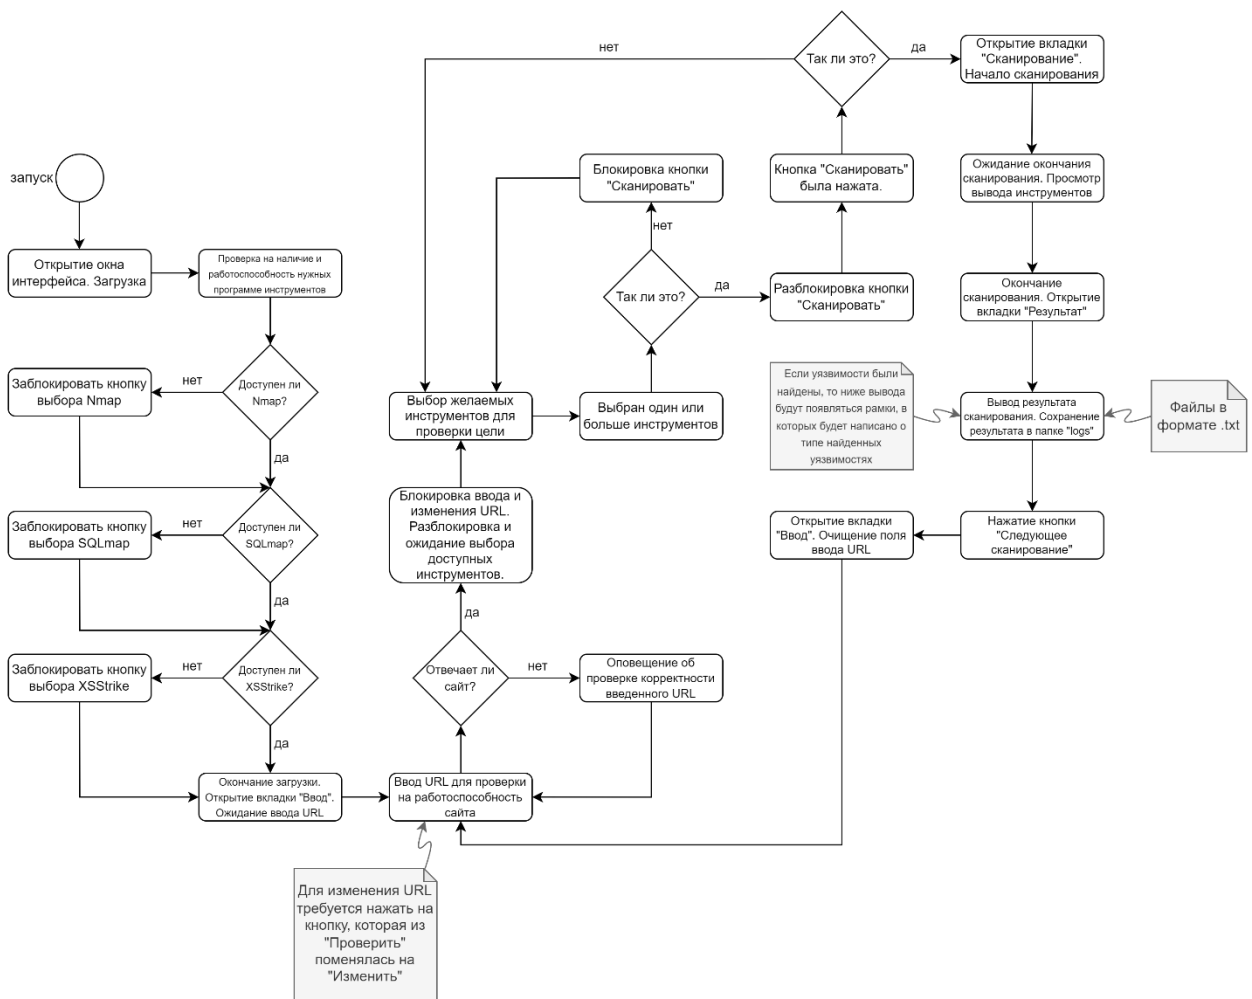 запуск
Открытие окна
интерфейса. Загрузка
Проверка на наличие и
работоспособность нужных
программе инструментов
Доступен ли
Nmap?
нет
Заблокировать кнопку
выбора Nmap
да
Доступен ли
SQLmap?
нет
Заблокировать кнопку
выбора SQLmap
да
Доступен ли
XSStrike?
нет
Заблокировать кнопку
выбора XSStrike
да
Окончание загрузки.
Открытие вкладки "Ввод".
Ожидание ввода URL
Ввод URL для проверки
на работоспособность
сайта
Для изменения URL
требуется нажать на
кнопку, которая из
"Проверить"
поменялась на
"Изменить"
Отвечает ли
сайт?
нет
Оповещение об
проверке корректности
введенного URL
да
Блокировка ввода и
изменения URL.
Разблокировка и
ожидание выбора
доступных
инструментов.
Выбор желаемых
инструментов для
проверки цели
Выбран один или
больше инструментов
Так ли это?
нет
Блокировка кнопки
"Сканировать"
да
Разблокировка кнопки
"Сканировать"
Кнопка "Сканировать"
была нажата.
Так ли это?
нет
да
Открытие вкладки
"Сканирование".
Начало сканирования
Ожидание окончания
сканирования. Просмотр
вывода инструментов
Окончание
сканирования. Открытие
вкладки "Результат"
Вывод результата
сканирования. Сохранение
результата в папке "logs"
Если уязвимости были
найдены, то ниже вывода
будут появляться рамки, в
которых будет написано о
типе найденных
уязвимостях
Файлы в
формате .txt
Нажатие кнопки
"Следующее
сканирование"
Открытие вкладки
"Ввод". Очищение поля
ввода URL